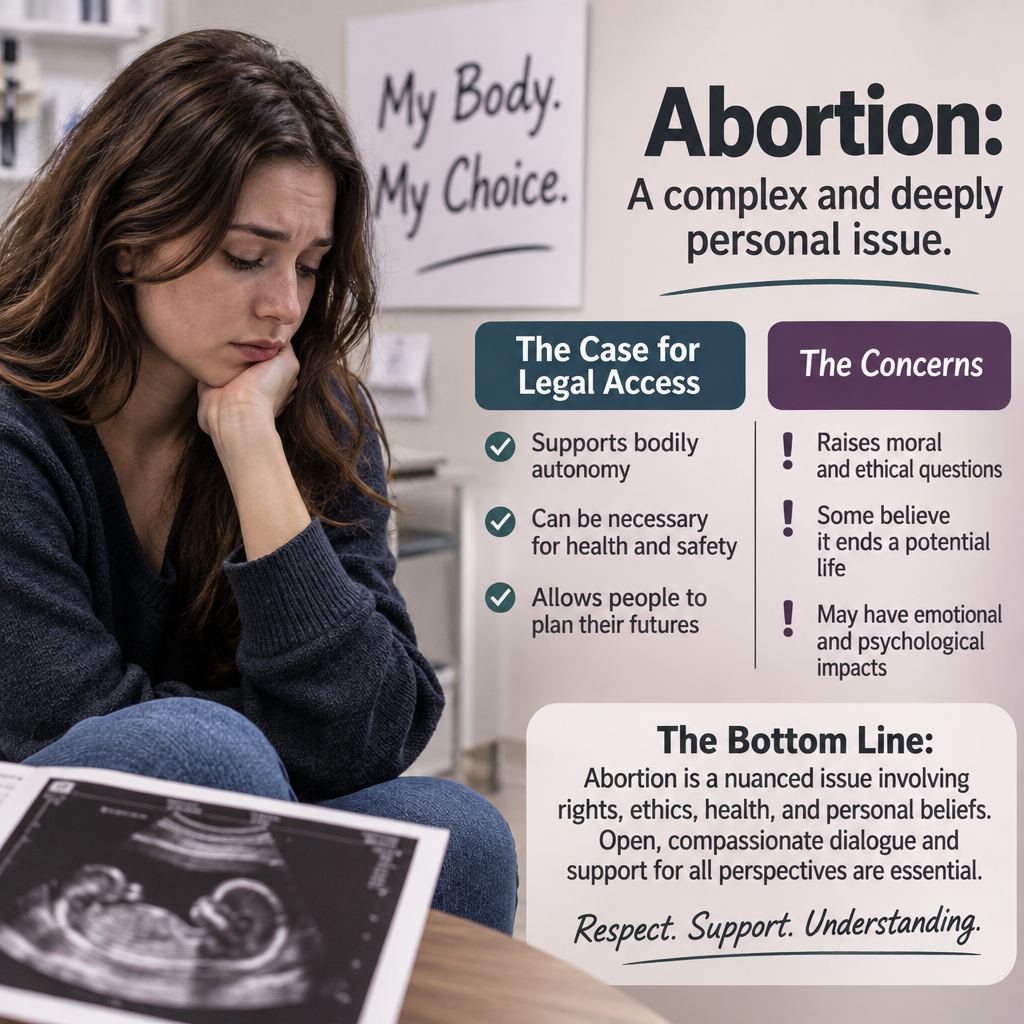 My Body.
My Choice.
Abortion:
A complex and deeply
personal issue.
The Case for
Legal Access
Supports bodily
autonomy
Can be necessary
for health and safety
Allows people to
plan their futures
The Concerns
Raises moral
and ethical questions
Some believe
it ends a potential
life
May have emotional
and psychological
impacts
The Bottom Line:
Abortion is a nuanced issue involving
rights, ethics, health, and personal beliefs.
Open, compassionate dialogue and
support for all perspectives are essential.
Respect. Support. Understanding.